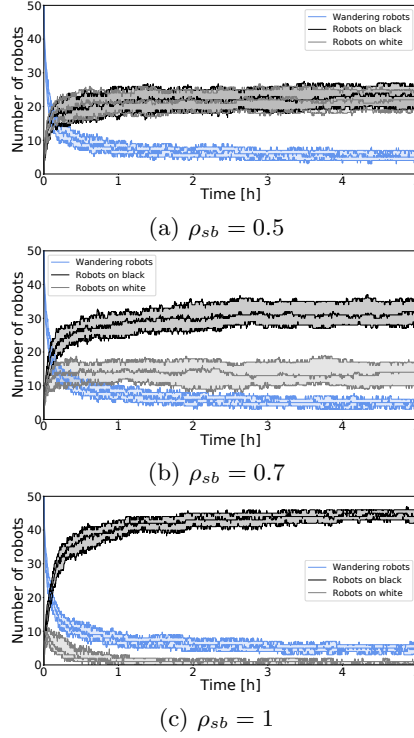 50
40
30
20
10
0
Number of robots
Wandering robots
Robots on black
Robots on white
0 1 2 3 4
Time [h]
(a) ρsb = 0.5
50
40
30
20
10
0
Number of robots
Wandering robots
Robots on black
Robots on white
0 1 2 3 4
Time [h]
(b) ρsb = 0.7
50
40
30
20
10
0
Number of robots
Wandering robots
Robots on black
Robots on white
0 1 2 3 4
Time [h]
(c) ρsb = 1